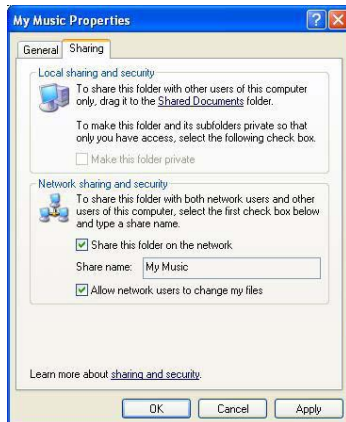 My Music Properties
General Sharing
Local sharing and security
To share this folder with other users of this computer
only, drag it to the Shared Documents folder.
To make this folder and its subfolders private so that
only you have access, select the following check box.
Make this folder private
Network sharing and security
To share this folder with both network users and other
users of this computer, select the first check box below
and type a share name.
Share this folder on the network
Share name: My Music
Allow network users to change my files
Learn more about sharing and security.
OK Cancel Apply